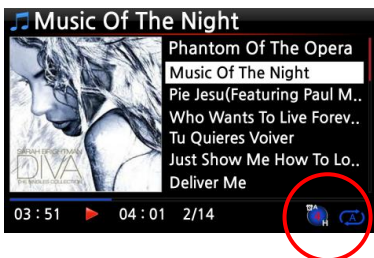 Music Of The Night
Phantom Of The Opera
Music Of The Night
Pie Jesu(Featuring Paul M..
Who Wants To Live Forev..
Tu Quieres Voiver
Just Show Me How To Lo..
Deliver Me
SARAH BRIGHTMAN
DIVA
THE SINGLES COLLECTION
03 : 51 04 : 01 2/14
A
H
A